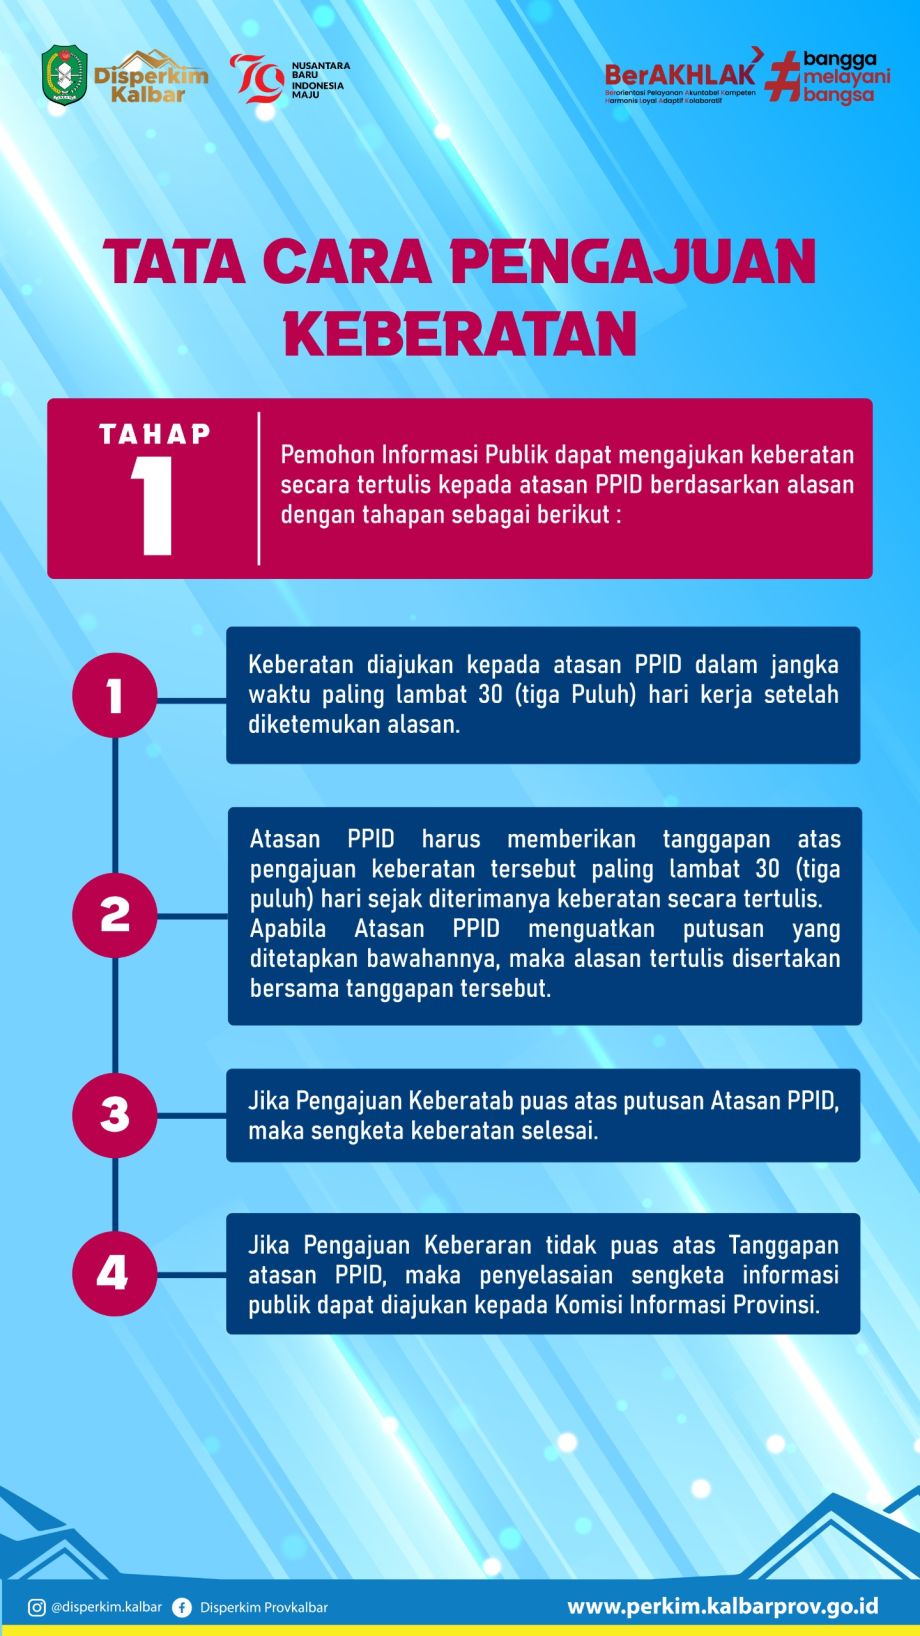 Disperkim
Kalbar
79
NUSANTARA
BARU
INDONESIA
MAJU
BerAKHLAK
Berorientasi Pelayanan Akuntabel Kompeten
Harmonis Loyal Adaptif Kolaboratif
#bangga
melayani
bangsa
TATA CARA PENGAJUAN
KEBERATAN
TAHAP
1
Pemohon Informasi Publik dapat mengajukan keberatan
secara tertulis kepada atasan PPID berdasarkan alasan
dengan tahapan sebagai berikut :
1
Keberatan diajukan kepada atasan PPID dalam jangka
waktu paling lambat 30 (tiga Puluh) hari kerja setelah
diketemukan alasan.
2
Atasan PPID harus memberikan tanggapan atas
pengajuan keberatan tersebut paling lambat 30 (tiga
puluh) hari sejak diterimanya keberatan secara tertulis.
Apabila Atasan PPID menguatkan putusan yang
ditetapkan bawahannya, maka alasan tertulis disertakan
bersama tanggapan tersebut.
3
Jika Pengajuan Keberatab puas atas putusan Atasan PPID,
maka sengketa keberatan selesai.
4
Jika Pengajuan Keberaran tidak puas atas Tanggapan
atasan PPID, maka penyelasaian sengketa informasi
publik dapat diajukan kepada Komisi Informasi Provinsi.
@disperkim.kalbar
Disperkim Provkalbar
www.perkim.kalbarprov.go.id